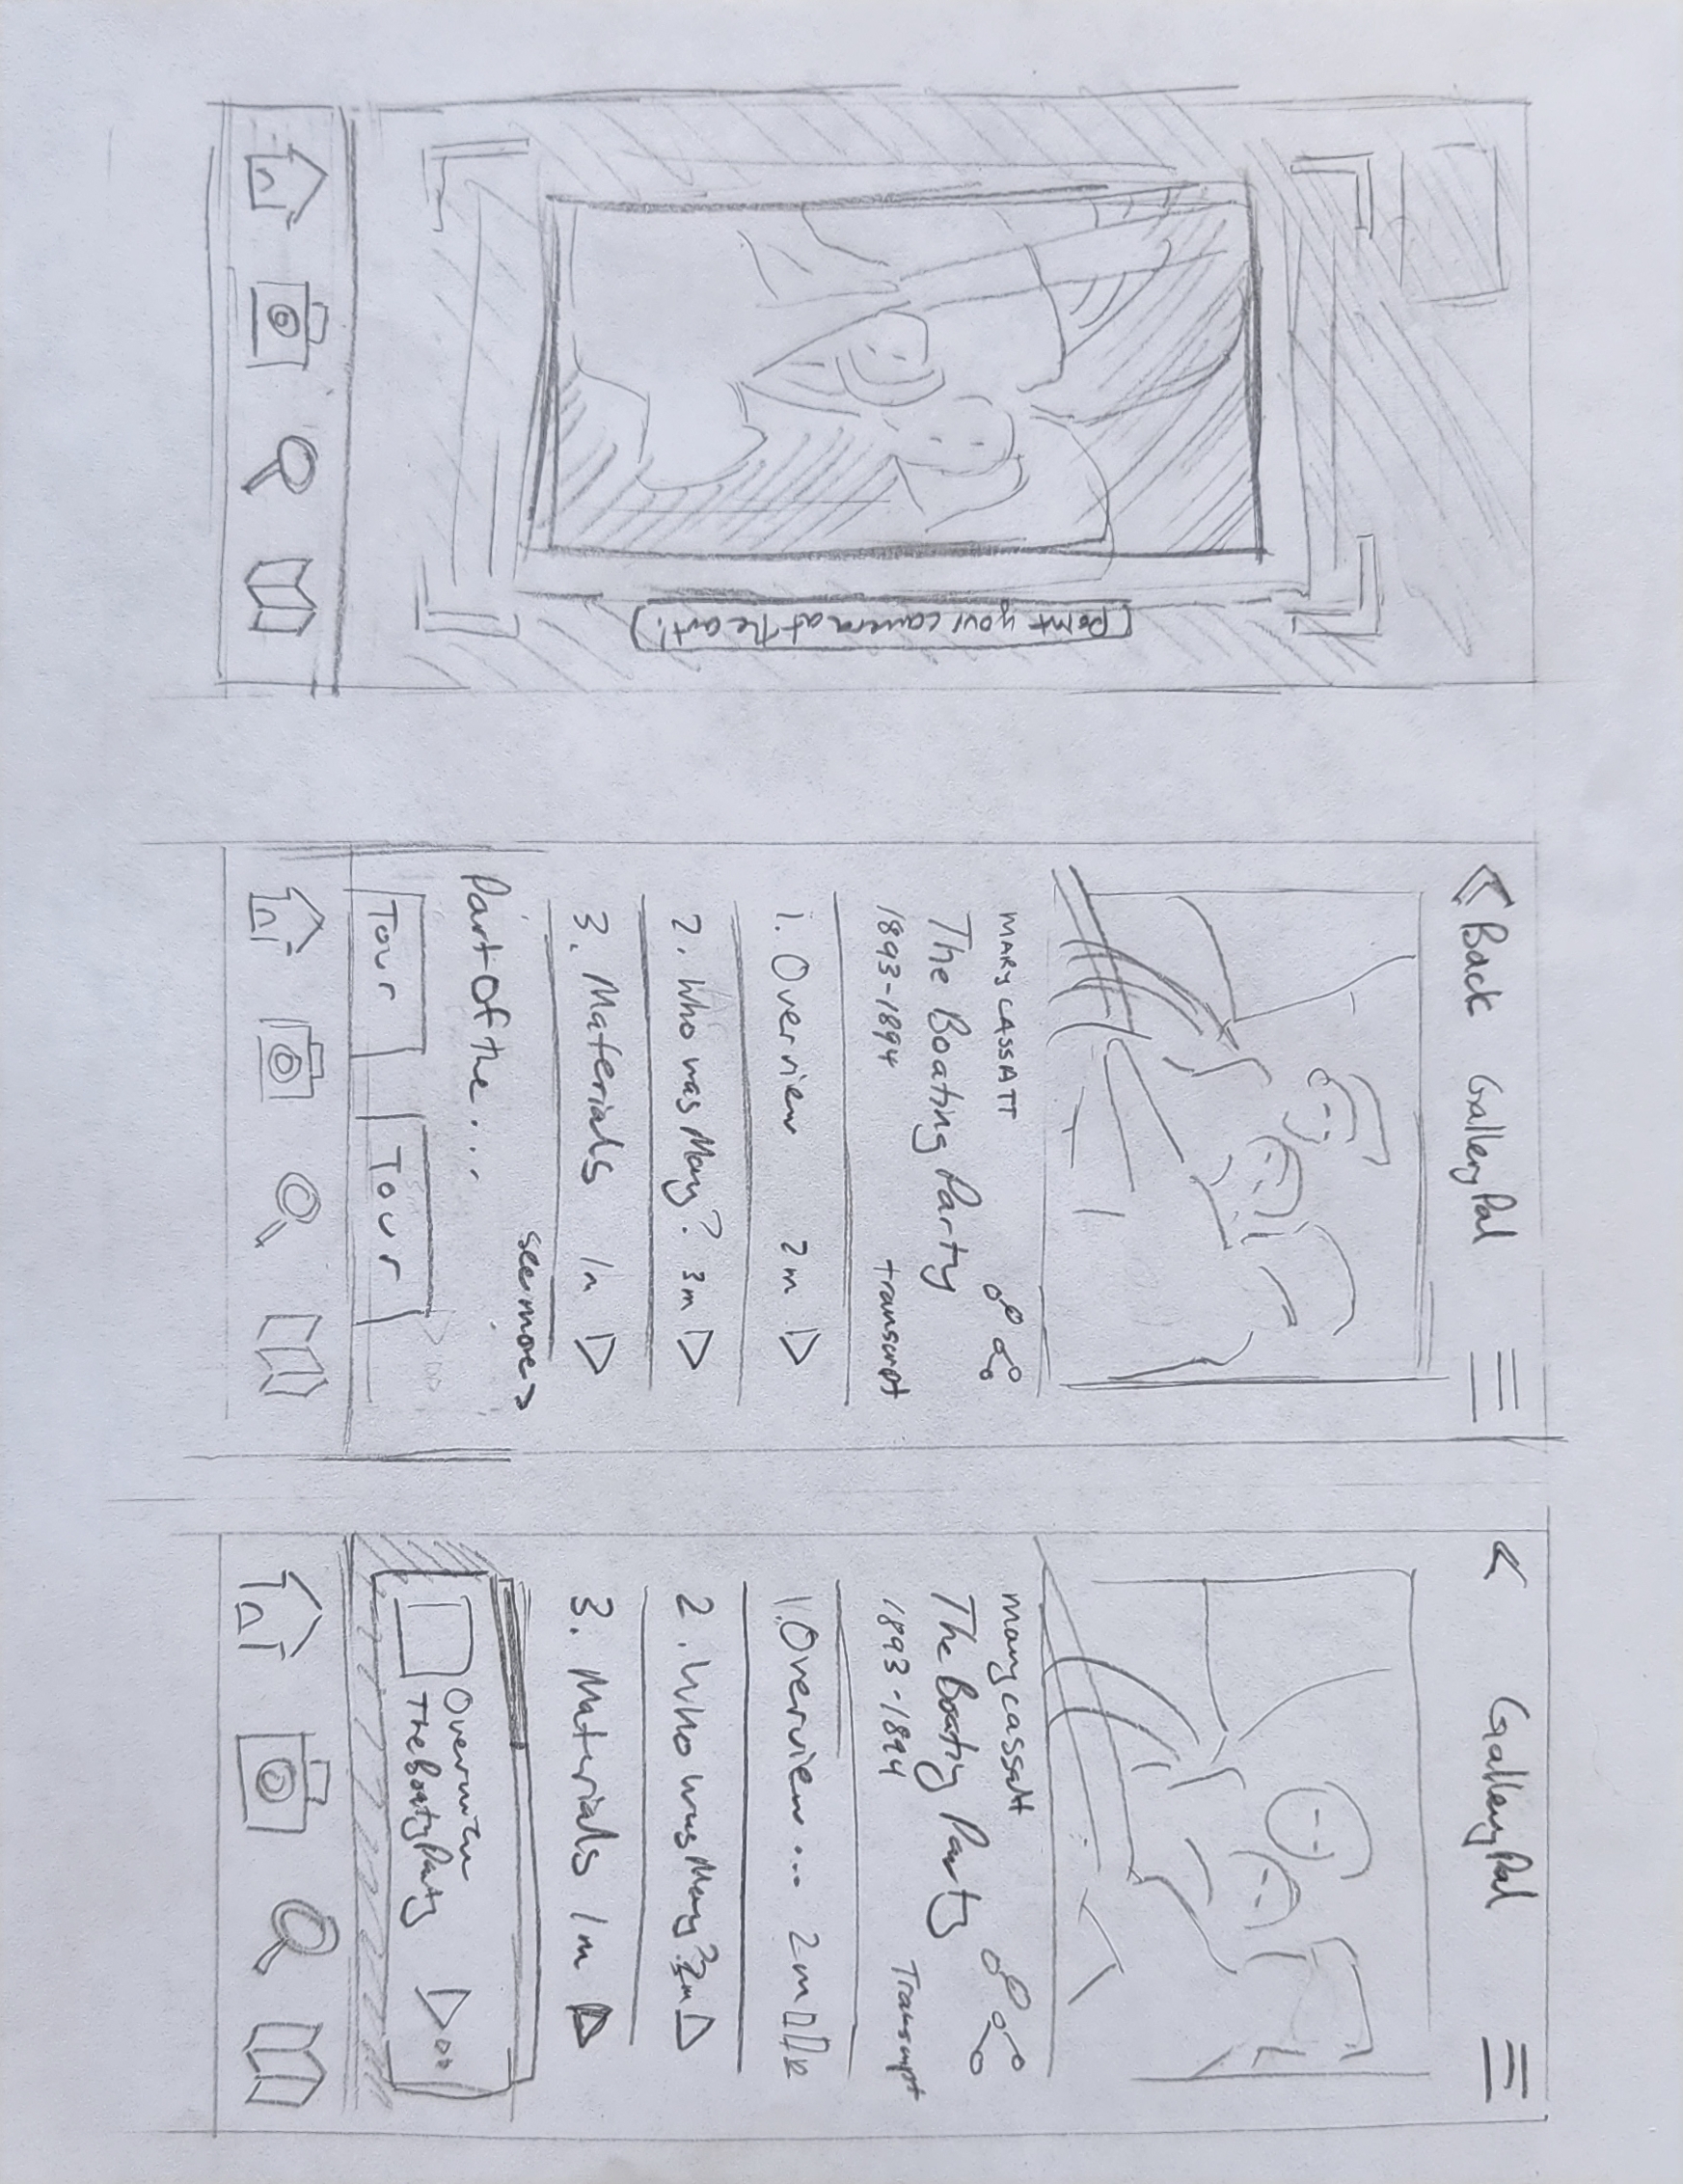 Point your camera at the art!
< Back GalleryPal
MARY CASSATT
The Boating Party
1893-1894 transcript
1. Overview 2m
2. Who was Mary? 3m
3. Materials 1m
see more >
Part Of the ...
Tour Tour
< GalleryPal
mary cassatt
The Boating Party
1893-1894 Transcript
1. Overview ... 2m
2. Who was Mary? 3m
3. Materials 1m
Overview
The Boating Party